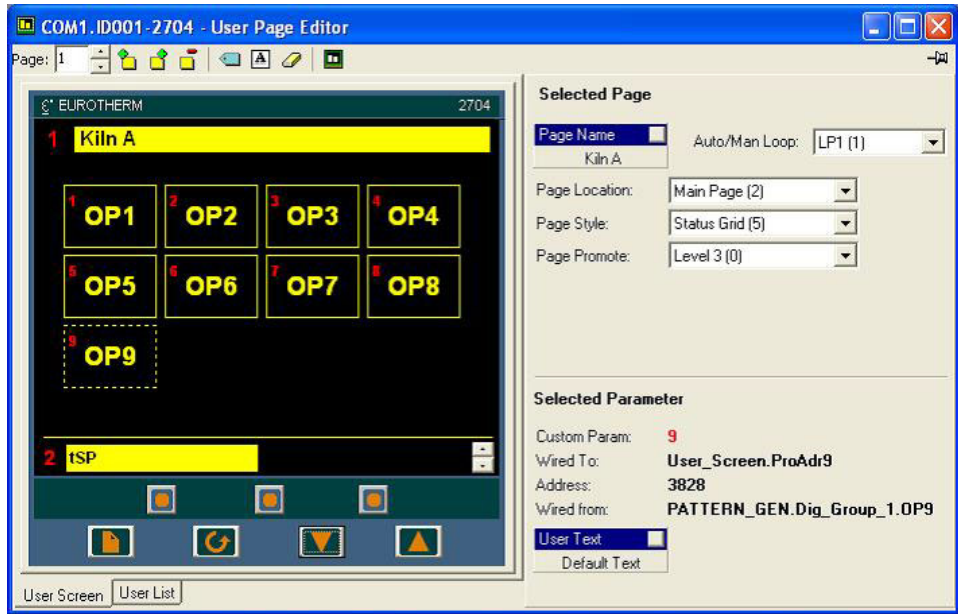 COM1.ID001-2704 - User Page Editor
Page: 1
A
EUROTHERM 2704
1 Kiln A
1 OP1 2 OP2 3 OP3 4 OP4
5 OP5 6 OP6 7 OP7 8 OP8
9 OP9
2 tSP
User Screen User List
Selected Page
Page Name
Kiln A
Auto/Man Loop: LP1 (1)
Page Location: Main Page (2)
Page Style: Status Grid (5)
Page Promote: Level 3 (0)
Selected Parameter
Custom Param: 9
Wired To: User_Screen.ProAdr9
Address: 3828
Wired from: PATTERN_GEN.Dig_Group_1.OP9
User Text
Default Text